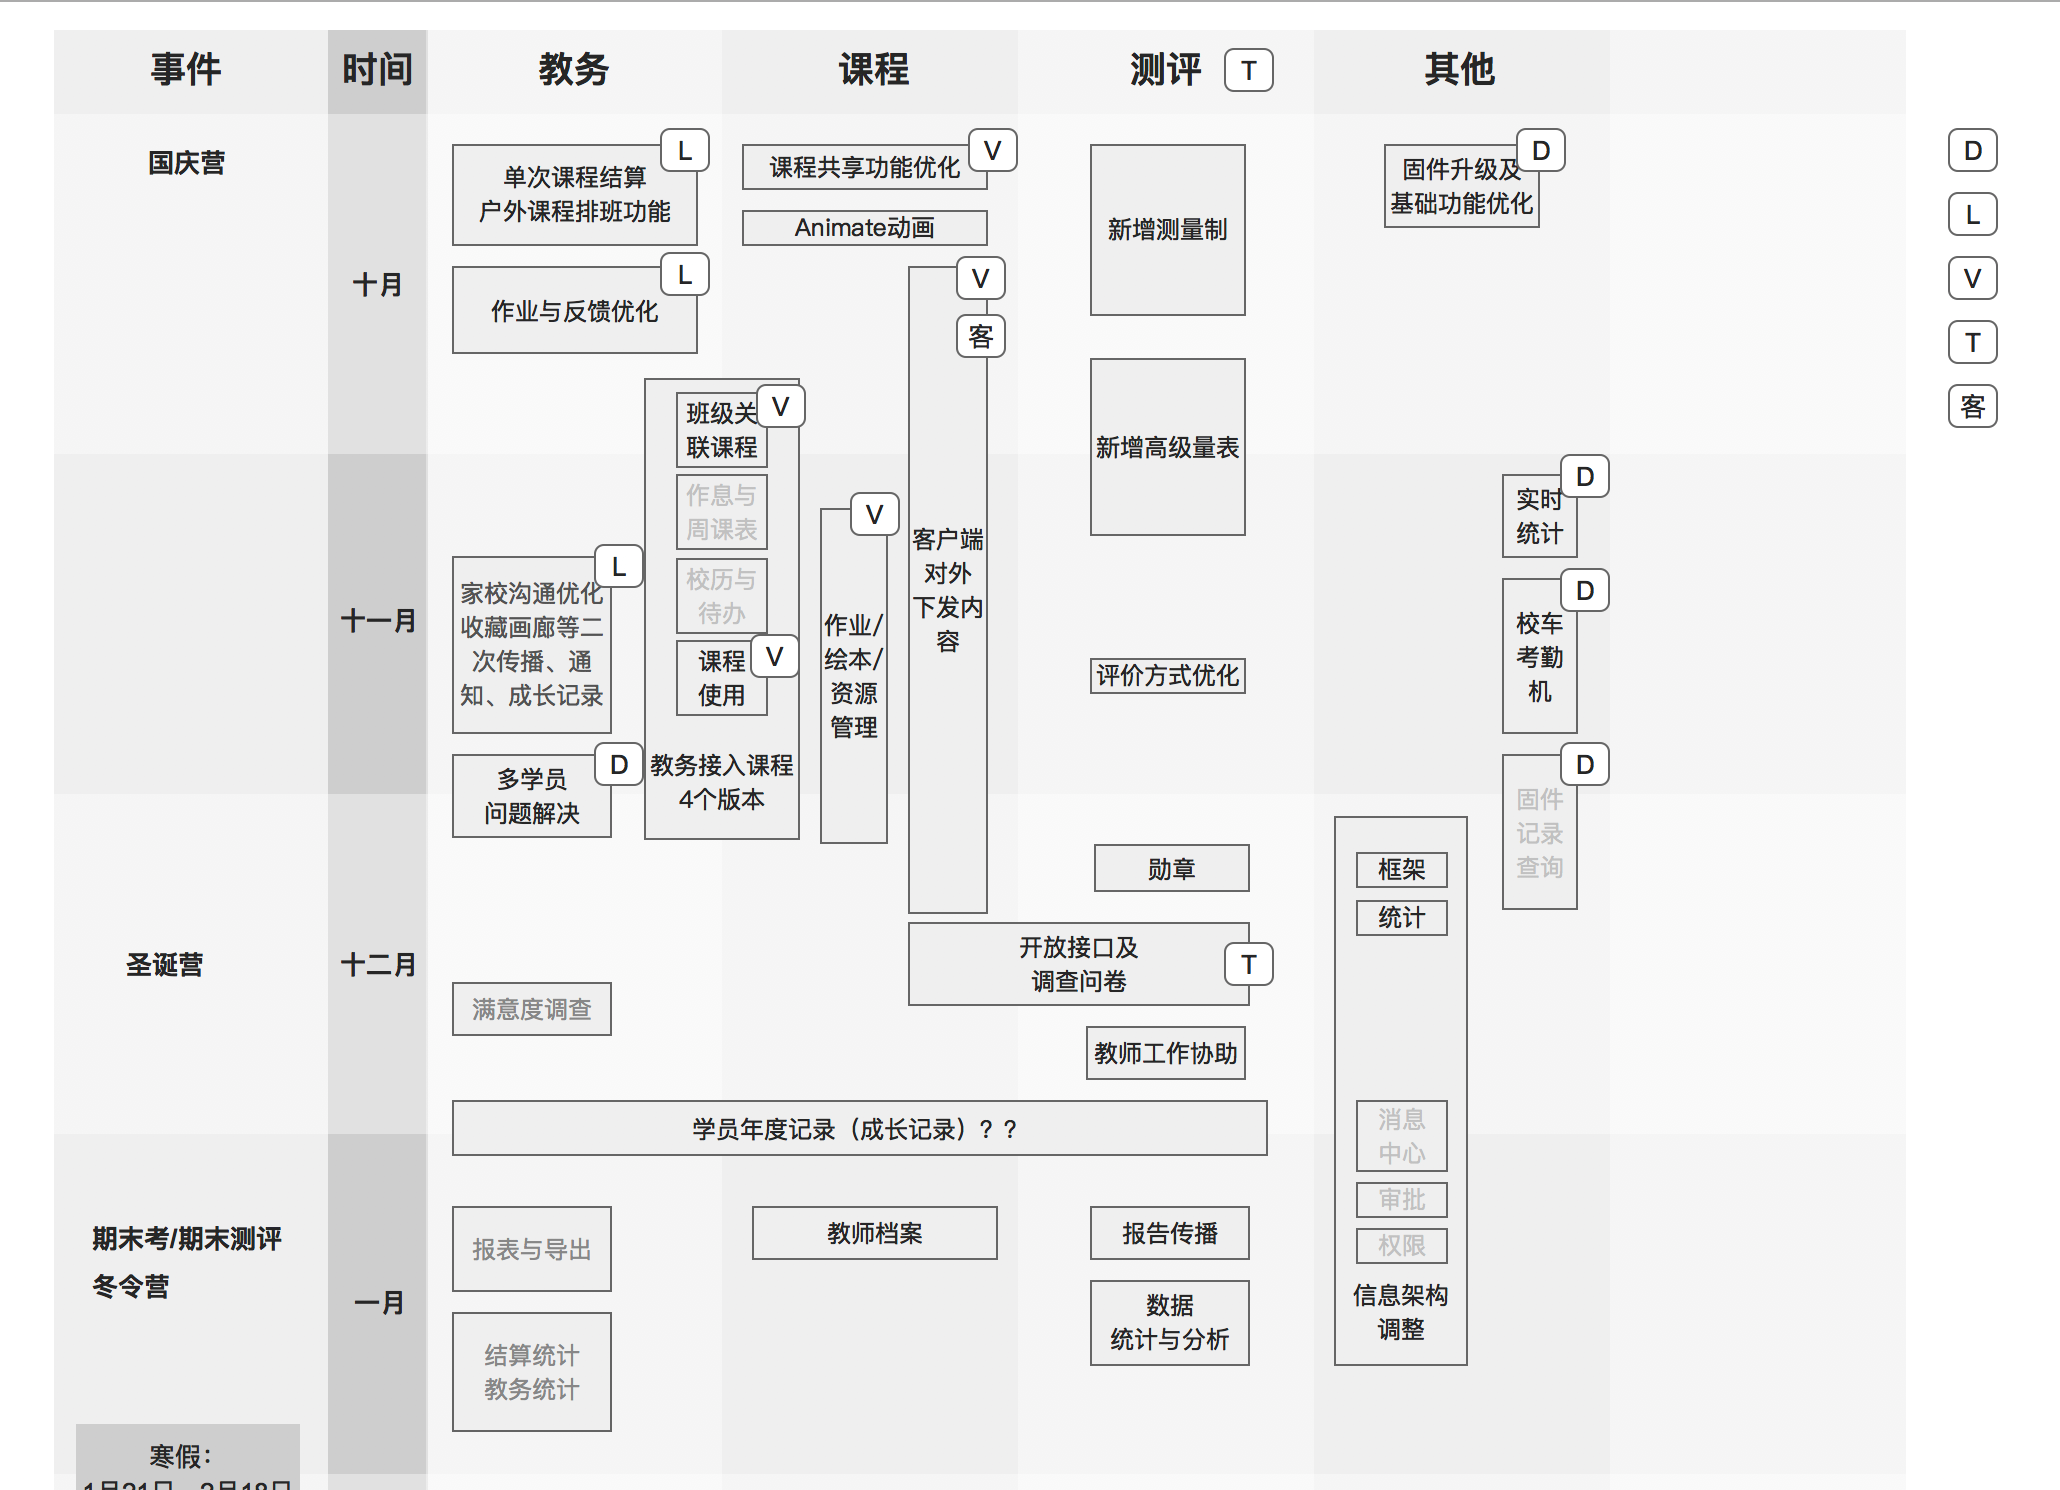 事件
时间
教务
课程
测评
T
其他
国庆营
十月
单次课程结算
户外课程排班功能
L
作业与反馈优化
L
课程共享功能优化
V
Animate动画
V
客
客户端
对外
下发内
容
新增测量制
新增高级量表
固件升级及
基础功能优化
D
D
L
V
T
客
十一月
班级关
联课程
V
作息与
周课表
校历与
待办
课程
使用
V
教务接入课程
4个版本
家校沟通优化
收藏画廊等二
次传播、通
知、成长记录
L
多学员
问题解决
D
作业/
绘本/
资源
管理
V
评价方式优化
实时
统计
D
校车
考勤
机
D
固件
记录
查询
D
圣诞营
十二月
满意度调查
勋章
开放接口及
调查问卷
T
教师工作协助
学员年度记录（成长记录）？？
框架
统计
消息
中心
审批
权限
信息架构
调整
期末考/期末测评
冬令营
一月
报表与导出
教师档案
报告传播
数据
统计与分析
结算统计
教务统计
寒假：